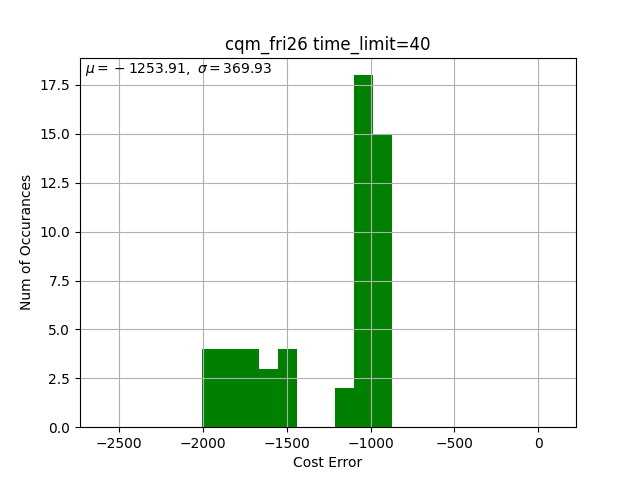 cqm_fri26 time_limit=40
μ = −1253.91, σ = 369.93
17.5
15.0
12.5
10.0
7.5
5.0
2.5
0.0
Num of Occurances
−2500 −2000 −1500 −1000 −500 0
Cost Error